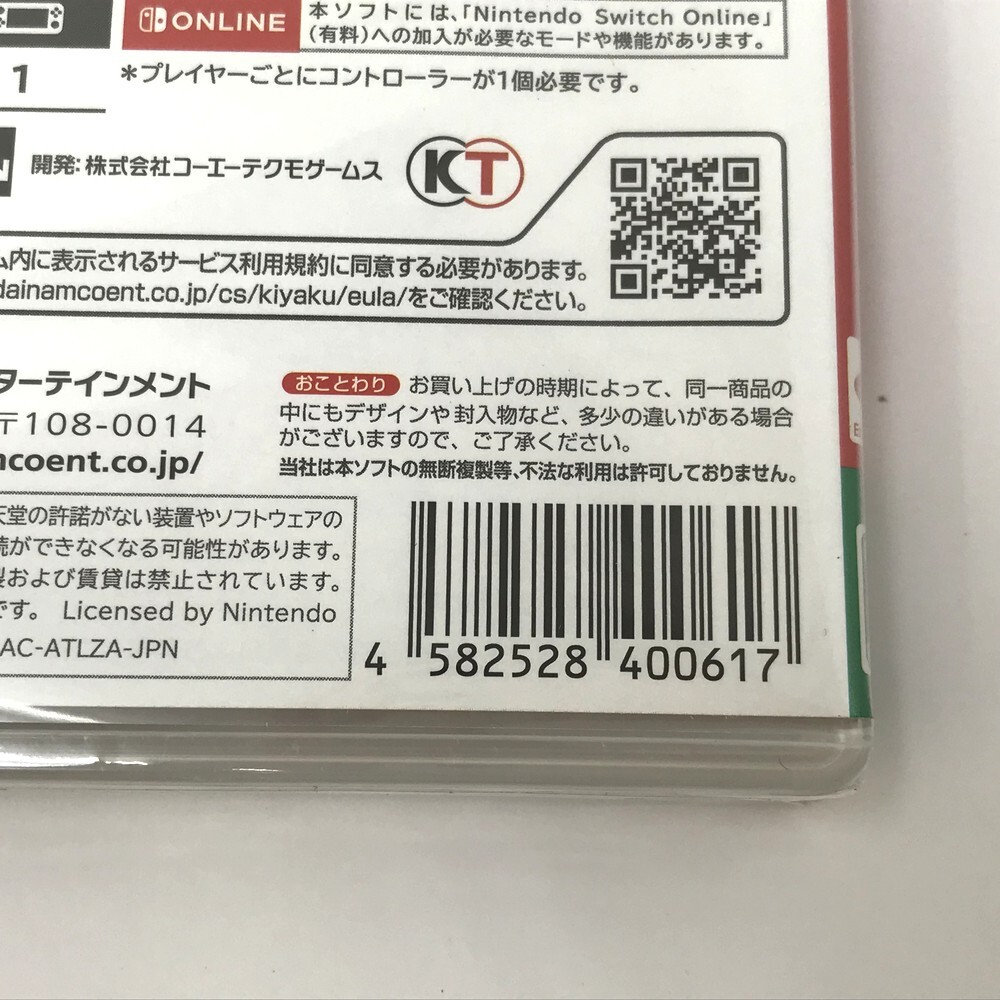 ONLINE
本ソフトには、「Nintendo Switch Online」
(有料)への加入が必要なモードや機能があります。
1
*プレイヤーごとにコントローラーが1個必要です。
開発: 株式会社コーエーテクモゲームス
KT
ム内に表示されるサービス利用規約に同意する必要があります。
dainamcoent.co.jp/cs/kiyaku/eula/をご確認ください。
ターテインメント
〒108-0014
ncoent.co.jp/
おことわり お買い上げの時期によって、同一商品の
中にもデザインや封入物など、多少の違いがある場合
がございますので、ご了承ください。
当社は本ソフトの無断複製等、不法な利用は許可しておりません。
天堂の許諾がない装置やソフトウェアの
続ができなくなる可能性があります。
製および賃貸は禁止されています。
です。 Licensed by Nintendo
AC-ATLZA-JPN
4 582528 400617